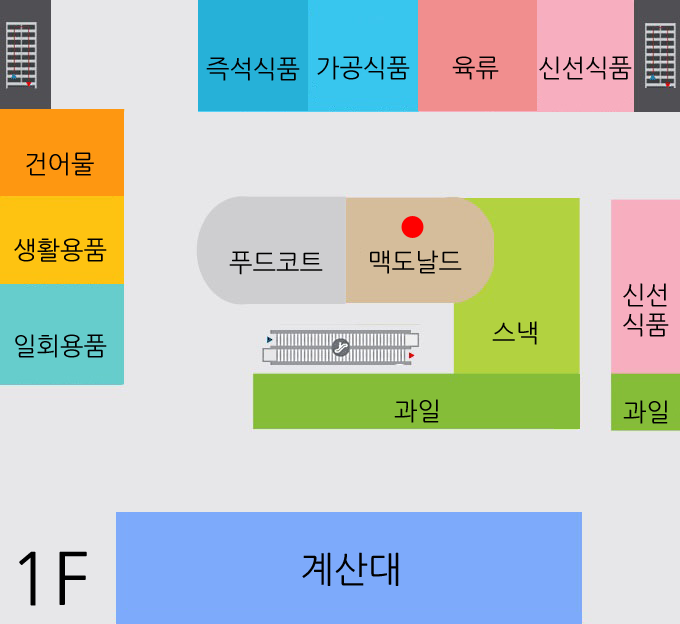 즉석식품
가공식품
육류
신선식품
건어물
생활용품
일회용품
푸드코트
맥도날드
스낵
신선
식품
과일
과일
1F
계산대